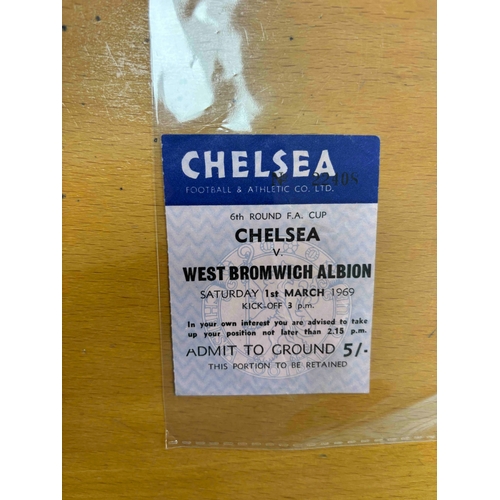 CHELSEA
FOOTBALL & ATHLETIC CO. LTD.
6th ROUND F.A. CUP
CHELSEA
V.
WEST BROMWICH ALBION
SATURDAY 1st MARCH 1969
KICK-OFF 3 p.m.
In your own interest you are advised to take
up your position not later than 2.15 p.m.
ADMIT TO GROUND 5/-
THIS PORTION TO BE RETAINED